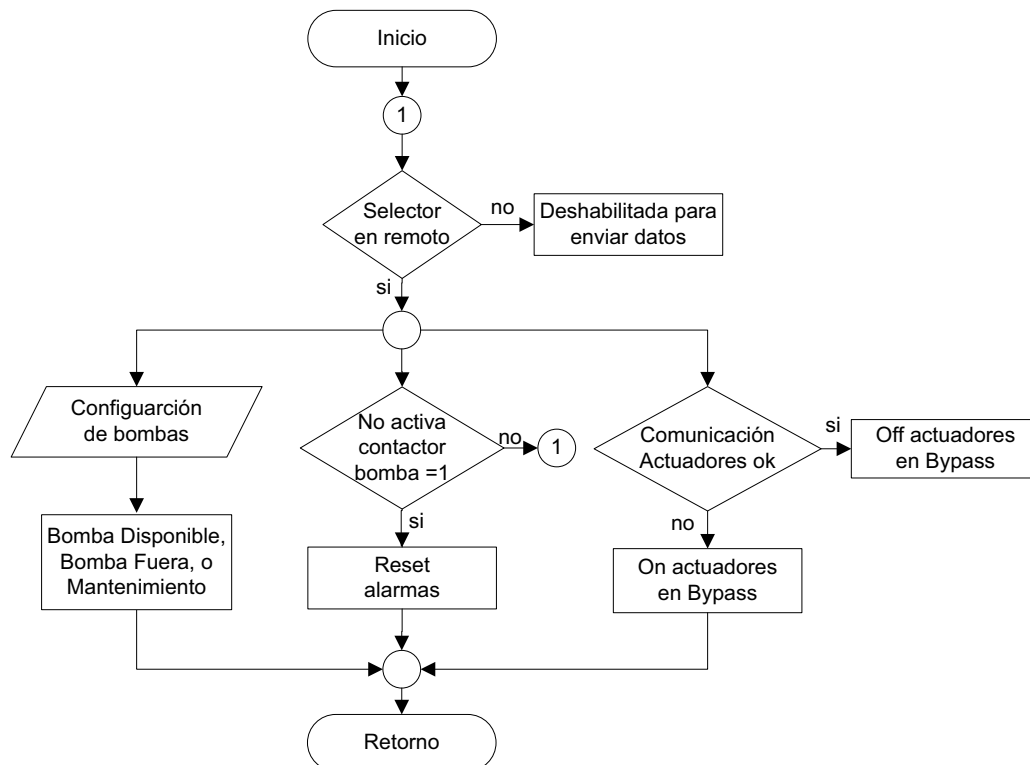 Inicio
1
Selector
en remoto
no
Deshabilitada para
enviar datos
si
Configuarción
de bombas
No activa
contactor
bomba =1
no
1
Comunicación
Actuadores ok
si
Off actuadores
en Bypass
si
no
Bomba Disponible,
Bomba Fuera, o
Mantenimiento
Reset
alarmas
On actuadores
en Bypass
Retorno